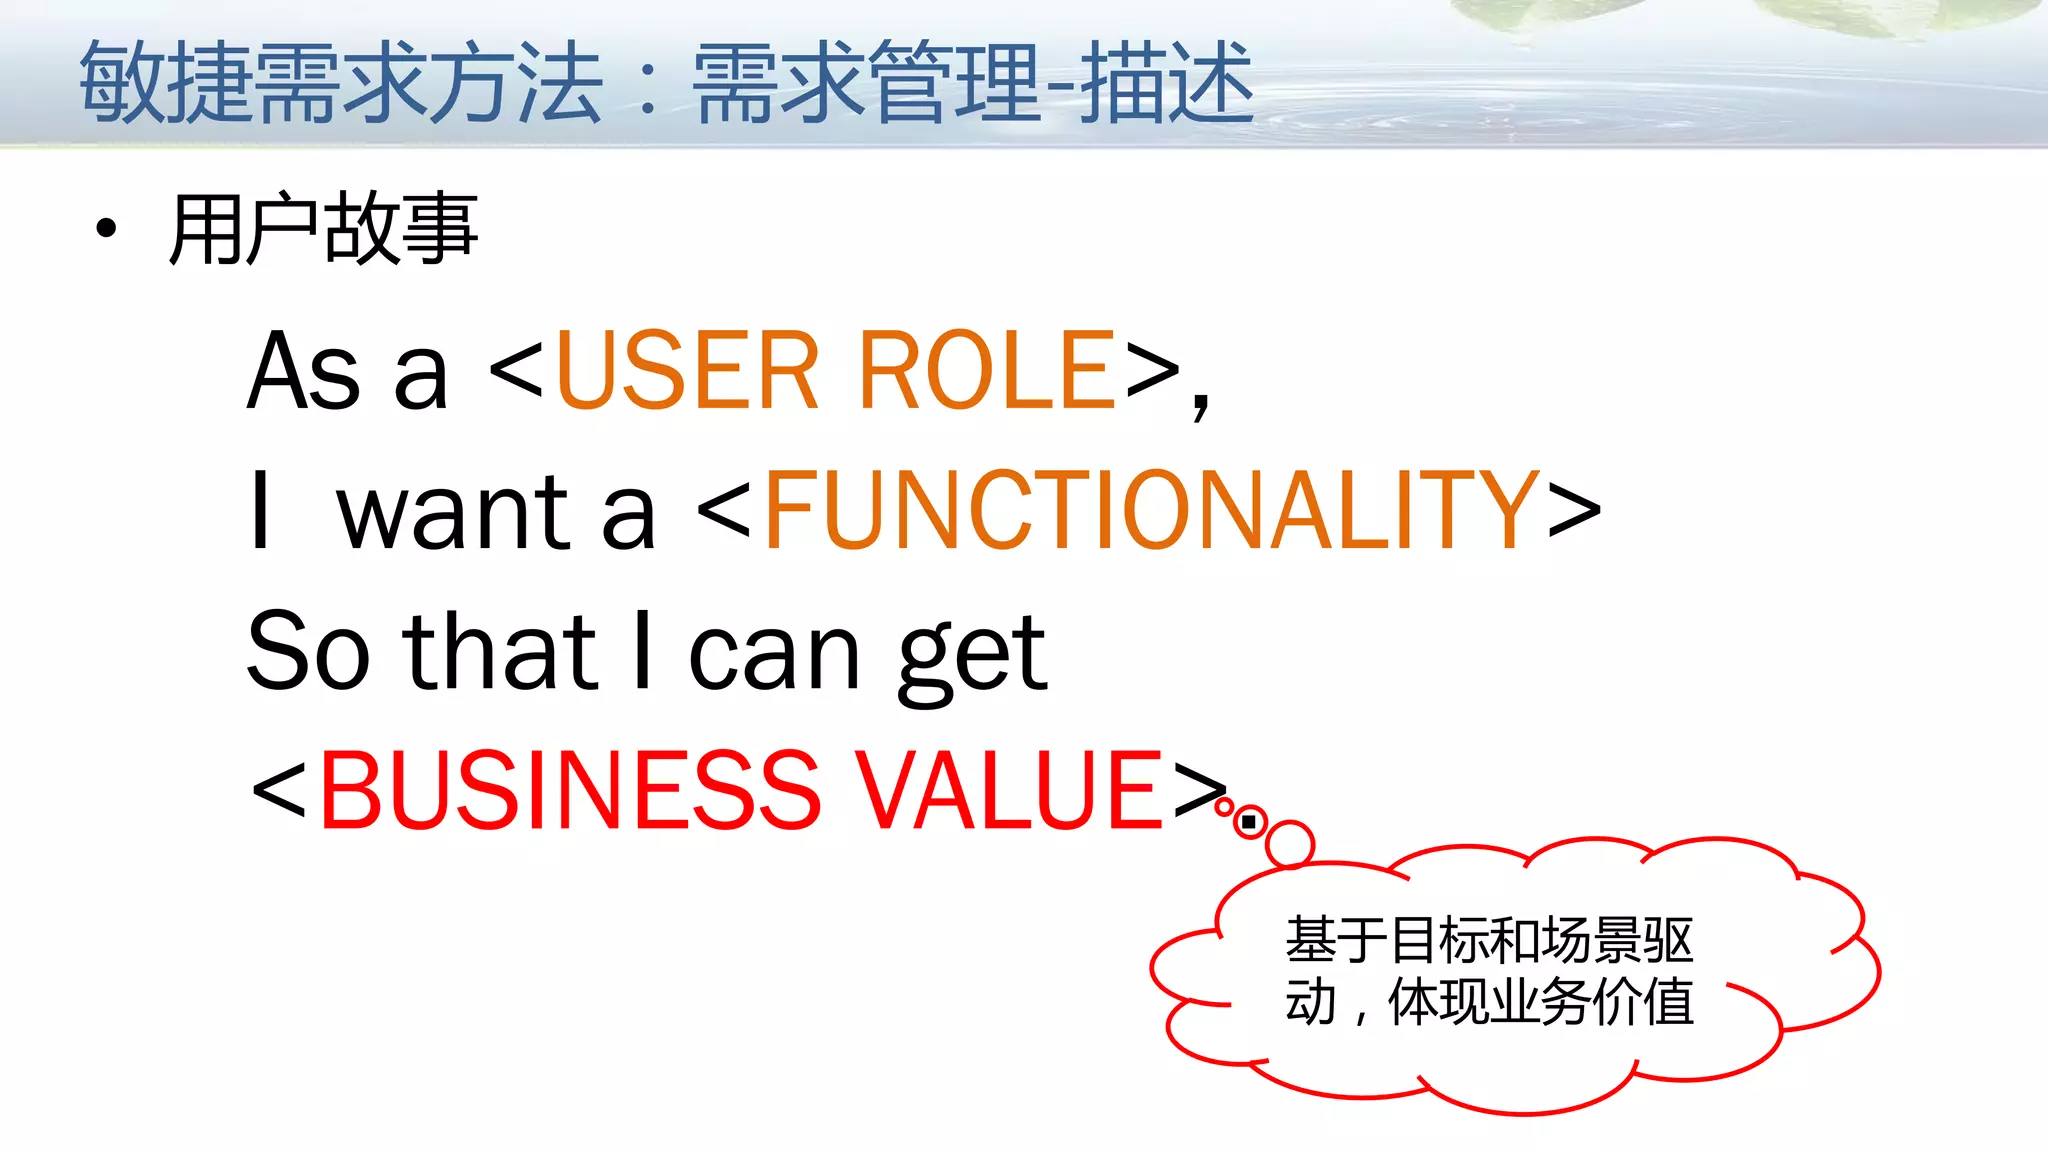 敏捷需求方法：需求管理-描述
• 用户故事
As a <USER ROLE>,
I want a <FUNCTIONALITY>
So that I can get
<BUSINESS VALUE>.
基于目标和场景驱
动，体现业务价值